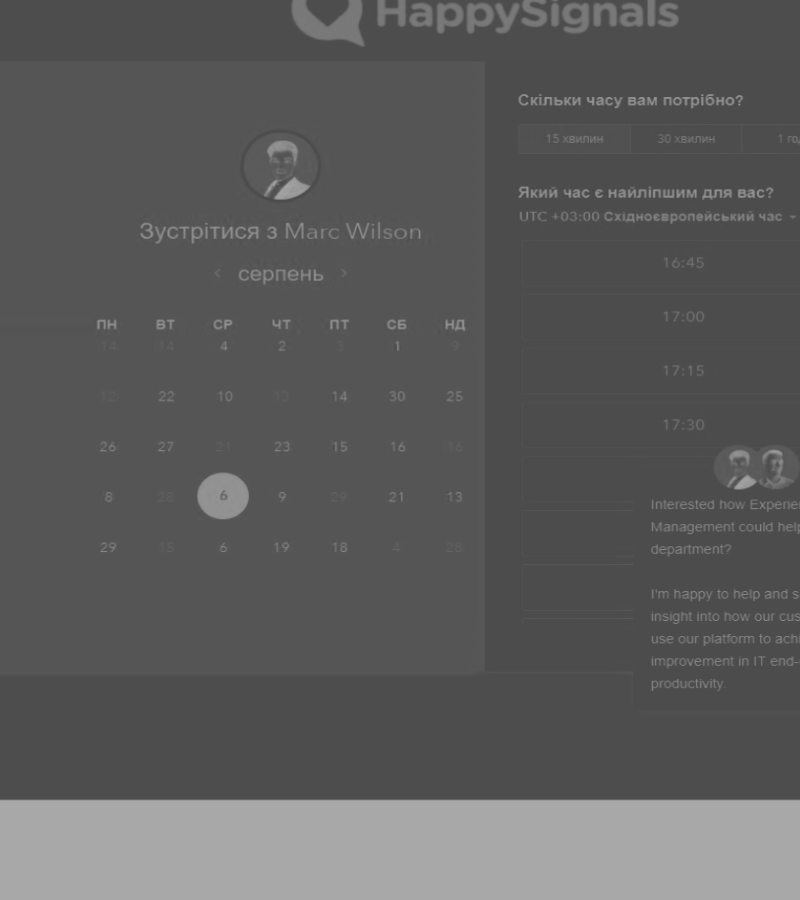 HappySignals
Зустрітися з Marc Wilson
‹ серпень ›
ПН ВТ СР ЧТ ПТ СБ НД
14 14 4 2 3 1 9
12 22 10 13 14 30 25
26 27 21 23 15 16 16
8 28 6 9 29 21 13
29 15 6 19 18 4 28
Скільки часу вам потрібно?
15 хвилин 30 хвилин 1 го
Який час є найліпшим для вас?
UTC +03:00 Східноєвропейський час
16:45
17:00
17:15
17:30
Interested how Experie
Management could help
department?
I'm happy to help and s
insight into how our cus
use our platform to achi
improvement in IT end-
productivity.